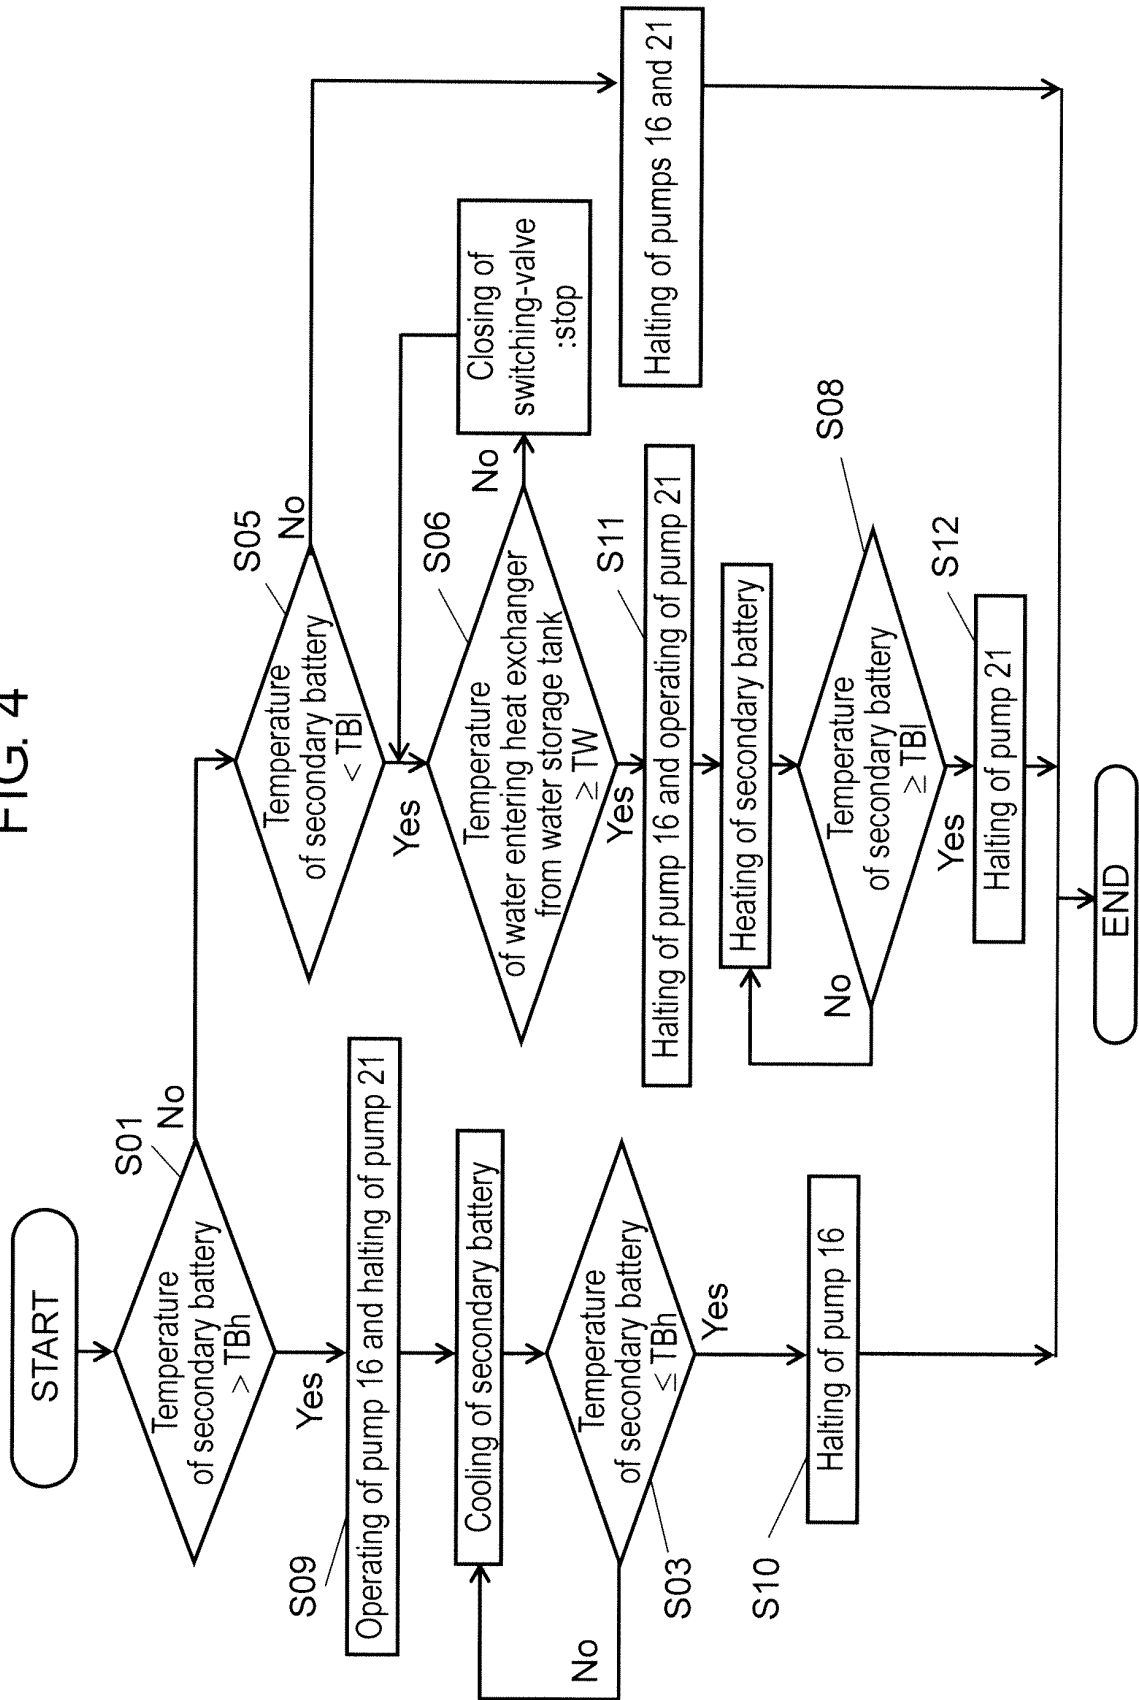 FIG. 4
START
S01
Temperature
of secondary battery
> TBh
No
Yes
S09
Operating of pump 16 and halting of pump 21
Cooling of secondary battery
Temperature
of secondary battery
≤ TBh
No
S03
Yes
S10
Halting of pump 16
S05
Temperature
of secondary battery
< TBl
No
Yes
S06
Temperature
of water entering heat exchanger
from water storage tank
≥ TW
No
Closing of
switching-valve
:stop
Yes
S11
Halting of pump 16 and operating of pump 21
Heating of secondary battery
S08
Temperature
of secondary battery
≥ TBl
No
Yes
S12
Halting of pump 21
Halting of pumps 16 and 21
END